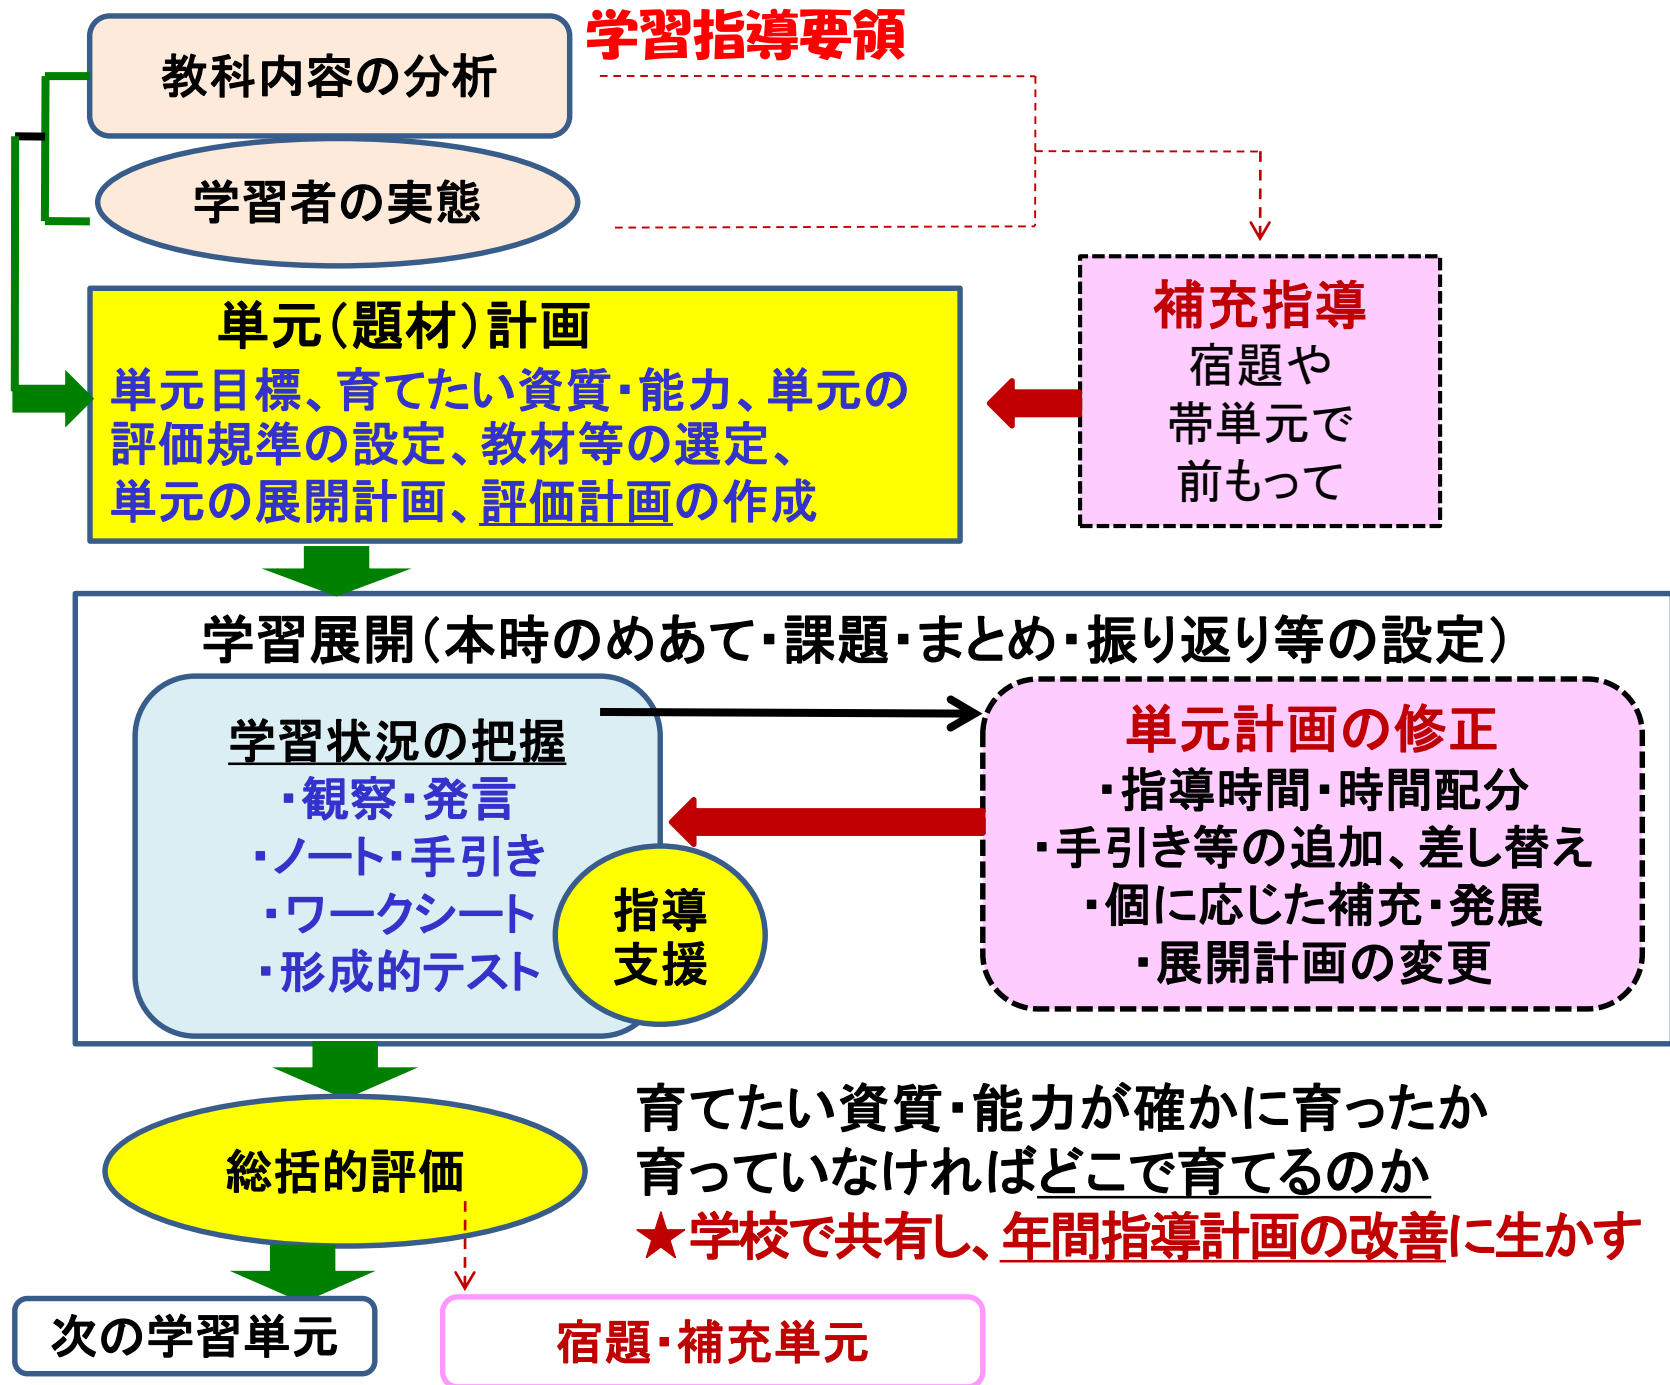 学習指導要領
教科内容の分析
学習者の実態
単元（題材）計画
単元目標、育てたい資質・能力、単元の
評価規準の設定、教材等の選定、
単元の展開計画、評価計画の作成
補充指導
宿題や
帯単元で
前もって
学習展開（本時のめあて・課題・まとめ・振り返り等の設定）
学習状況の把握
・観察・発言
・ノート・手引き
・ワークシート
・形成的テスト
指導
支援
単元計画の修正
・指導時間・時間配分
・手引き等の追加、差し替え
・個に応じた補充・発展
・展開計画の変更
総括的評価
育てたい資質・能力が確かに育ったか
育っていなければどこで育てるのか
★学校で共有し、年間指導計画の改善に生かす
次の学習単元
宿題・補充単元